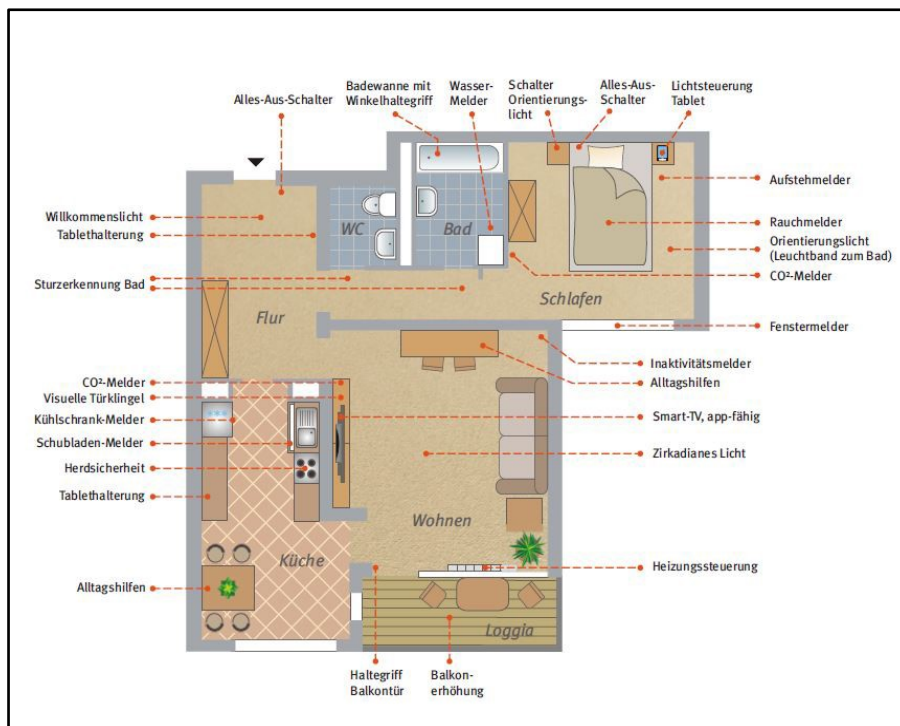 Alles-Aus-Schalter
Badewanne mit
Winkelhaltegriff
Wasser-
Melder
Schalter
Orientierungs-
licht
Alles-Aus-
Schalter
Lichtsteuerung
Tablet
Aufstehmelder
Willkommenslicht
Tablethalterung
WC
Bad
Rauchmelder
Orientierungslicht
(Leuchtband zum Bad)
CO²-Melder
Sturzerkennung Bad
Schlafen
Flur
Fenstermelder
Inaktivitätsmelder
Alltagshilfen
CO²-Melder
Visuelle Türklingel
Kühlschrank-Melder
Schubladen-Melder
Herdsicherheit
Tablethalterung
Smart-TV, app-fähig
Zirkadianes Licht
Wohnen
Küche
Heizungssteuerung
Alltagshilfen
Loggia
Haltegriff
Balkontür
Balkon-
erhöhung